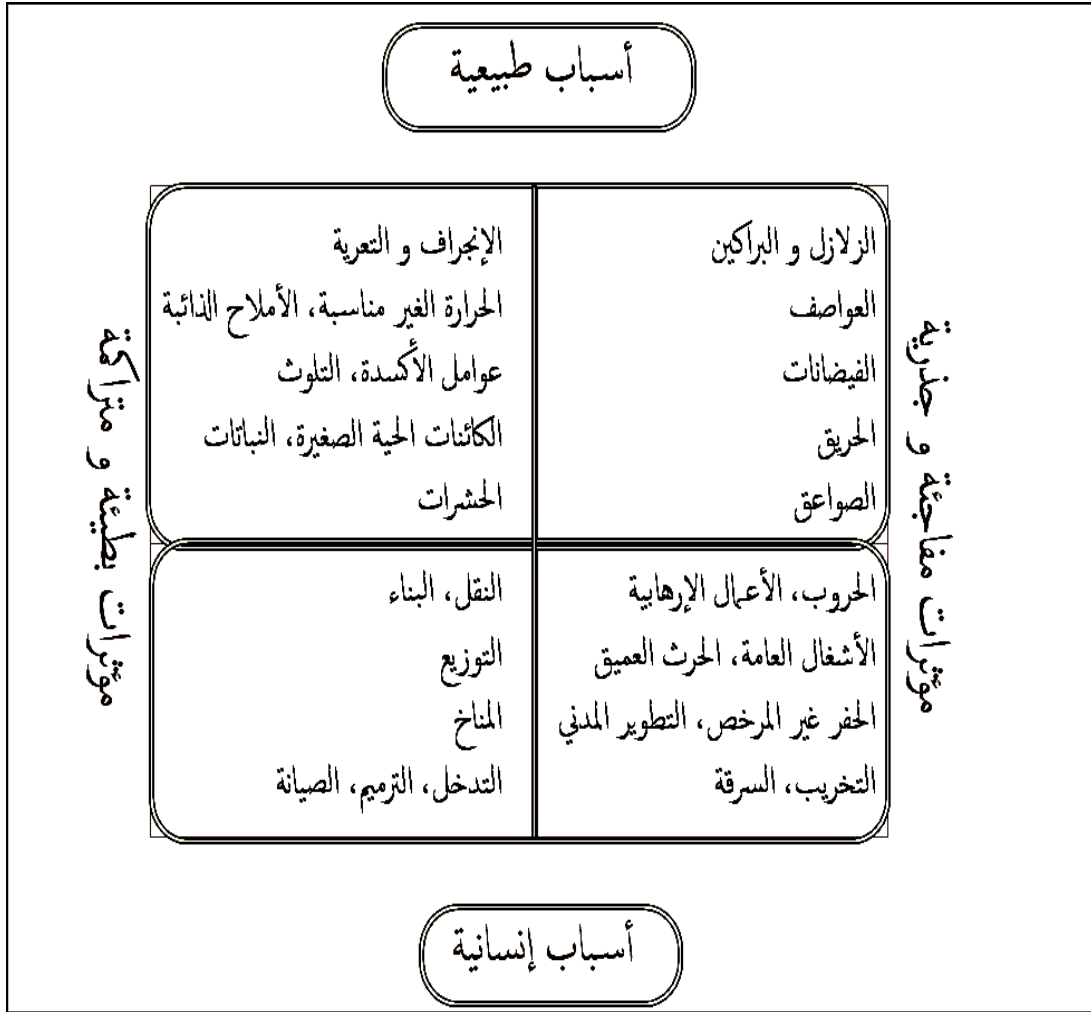 أسباب طبيعية
مؤثرات مفاجئة و جذرية
الزلازل و البراكين
العواصف
الفيضانات
الحريق
الصواعق
الإنجراف و التعرية
الحرارة الغير مناسبة، الأملاح الذائبة
عوامل الأكسدة، التلوث
الكائنات الحية الصغيرة، النباتات
الحشرات
مؤثرات بطيئة و متراكمة
الحروب، الأعمال الإرهابية
الأشغال العامة، الحرث العميق
الحفر غير المرخص، التطوير المدني
التخريب، السرقة
النقل، البناء
التوزيع
المناخ
التدخل، الترميم، الصيانة
أسباب إنسانية